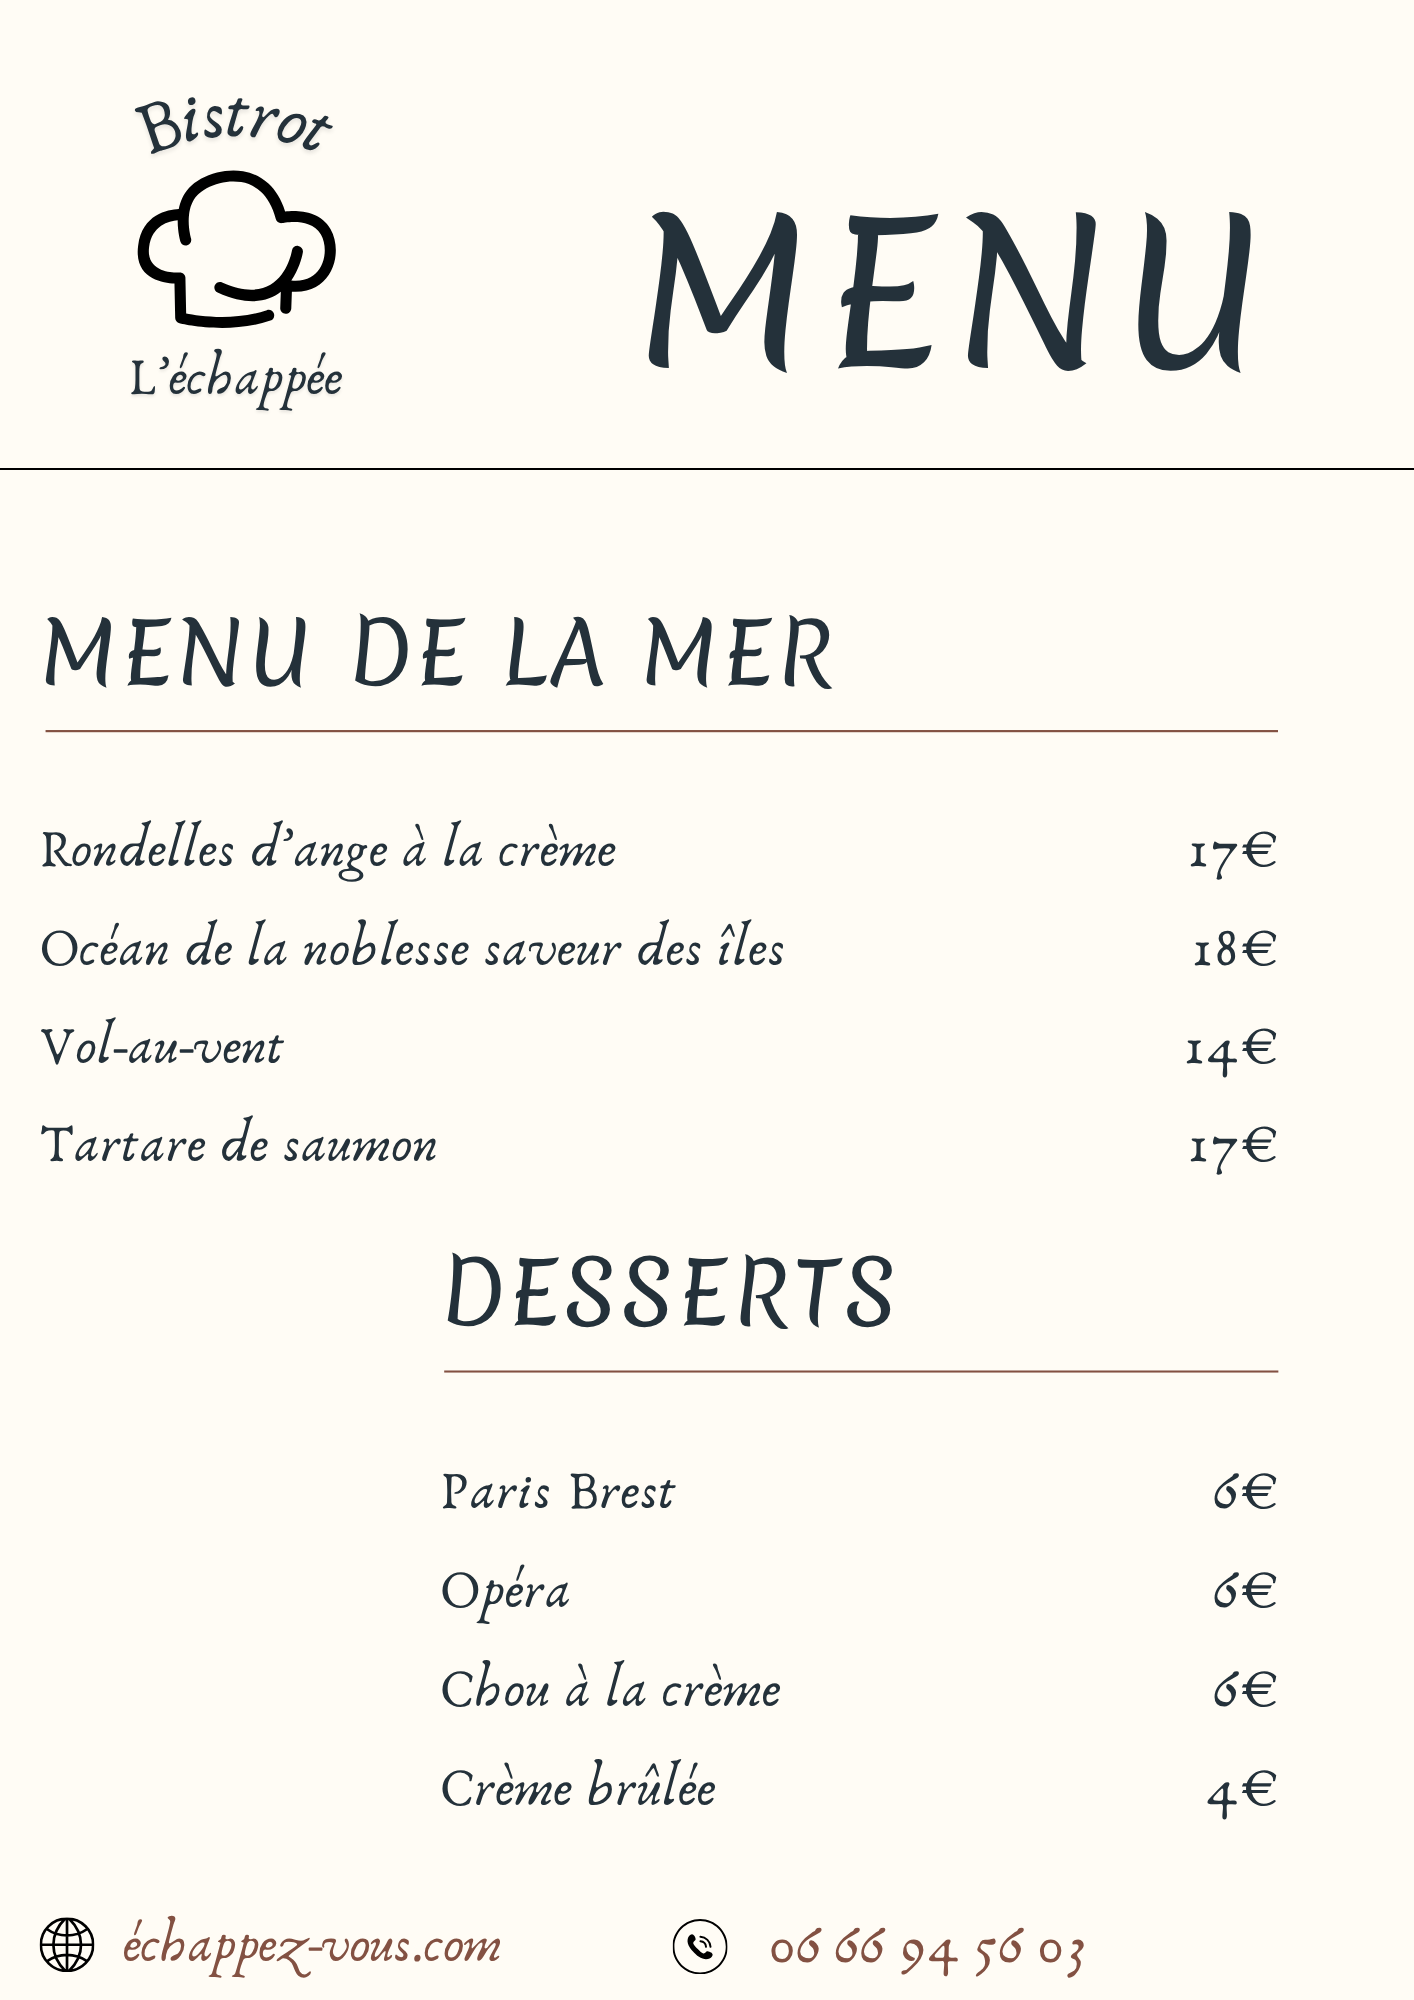 Bistrot
L’échappée
MENU
MENU DE LA MER
Rondelles d’ange à la crème 17€
Océan de la noblesse saveur des îles 18€
Vol-au-vent 14€
Tartare de saumon 17€
DESSERTS
Paris Brest 6€
Opéra 6€
Chou à la crème 6€
Crème brûlée 4€
échappez-vous.com 06 66 94 56 03